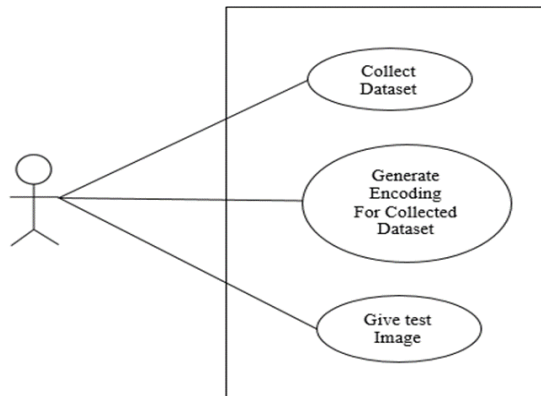 Collect
Dataset
Generate
Encoding
For Collected
Dataset
Give test
Image